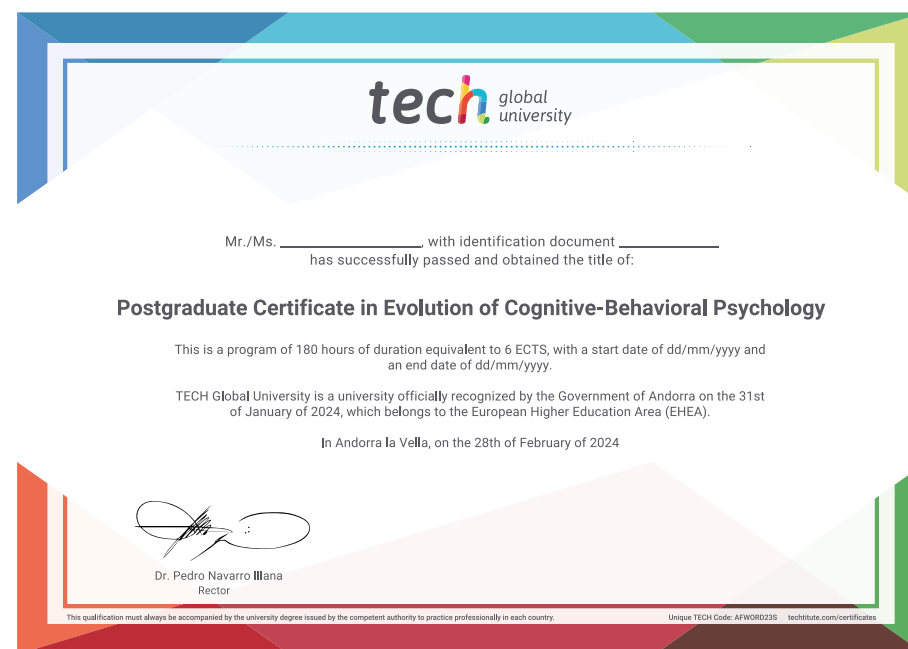 tech global university
Mr./Ms. ____________________, with identification document ______________
has successfully passed and obtained the title of:
Postgraduate Certificate in Evolution of Cognitive-Behavioral Psychology
This is a program of 180 hours of duration equivalent to 6 ECTS, with a start date of dd/mm/yyyy and
an end date of dd/mm/yyyy.
TECH Global University is a university officially recognized by the Government of Andorra on the 31st
of January of 2024, which belongs to the European Higher Education Area (EHEA).
In Andorra la Vella, on the 28th of February of 2024
Dr. Pedro Navarro Illana
Rector
This qualification must always be accompanied by the university degree issued by the competent authority to practice professionally in each country.
Unique TECH Code: AFWORD23S techtitute.com/certificates